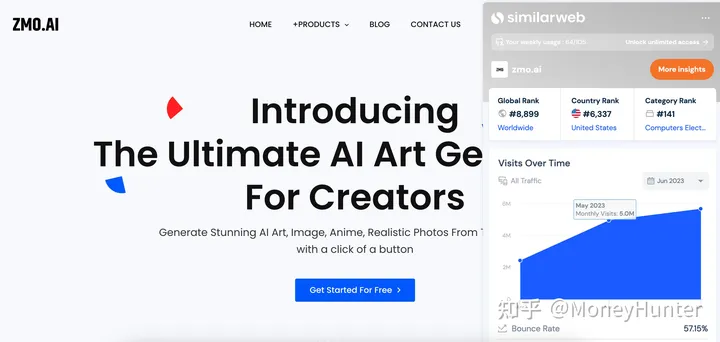 ZMO.AI
HOME
+PRODUCTS
BLOG
CONTACT US
Introducing
The Ultimate AI Art Ge
For Creators
Generate Stunning AI Art, Image, Anime, Realistic Photos From
with a click of a button
Get Started For Free
similarweb
Your weekly usage
Unlock unlimited access
zmo.ai
More insights
Global Rank
#8,899
Worldwide
Country Rank
#6,337
United States
Category Rank
#141
Computers Elect...
Visits Over Time
All Traffic
Jun 2023
6M
May 2023
Monthly Visits: 5.0M
4M
2M
0
知乎 @MoneyHunter
Bounce Rate
57.15%